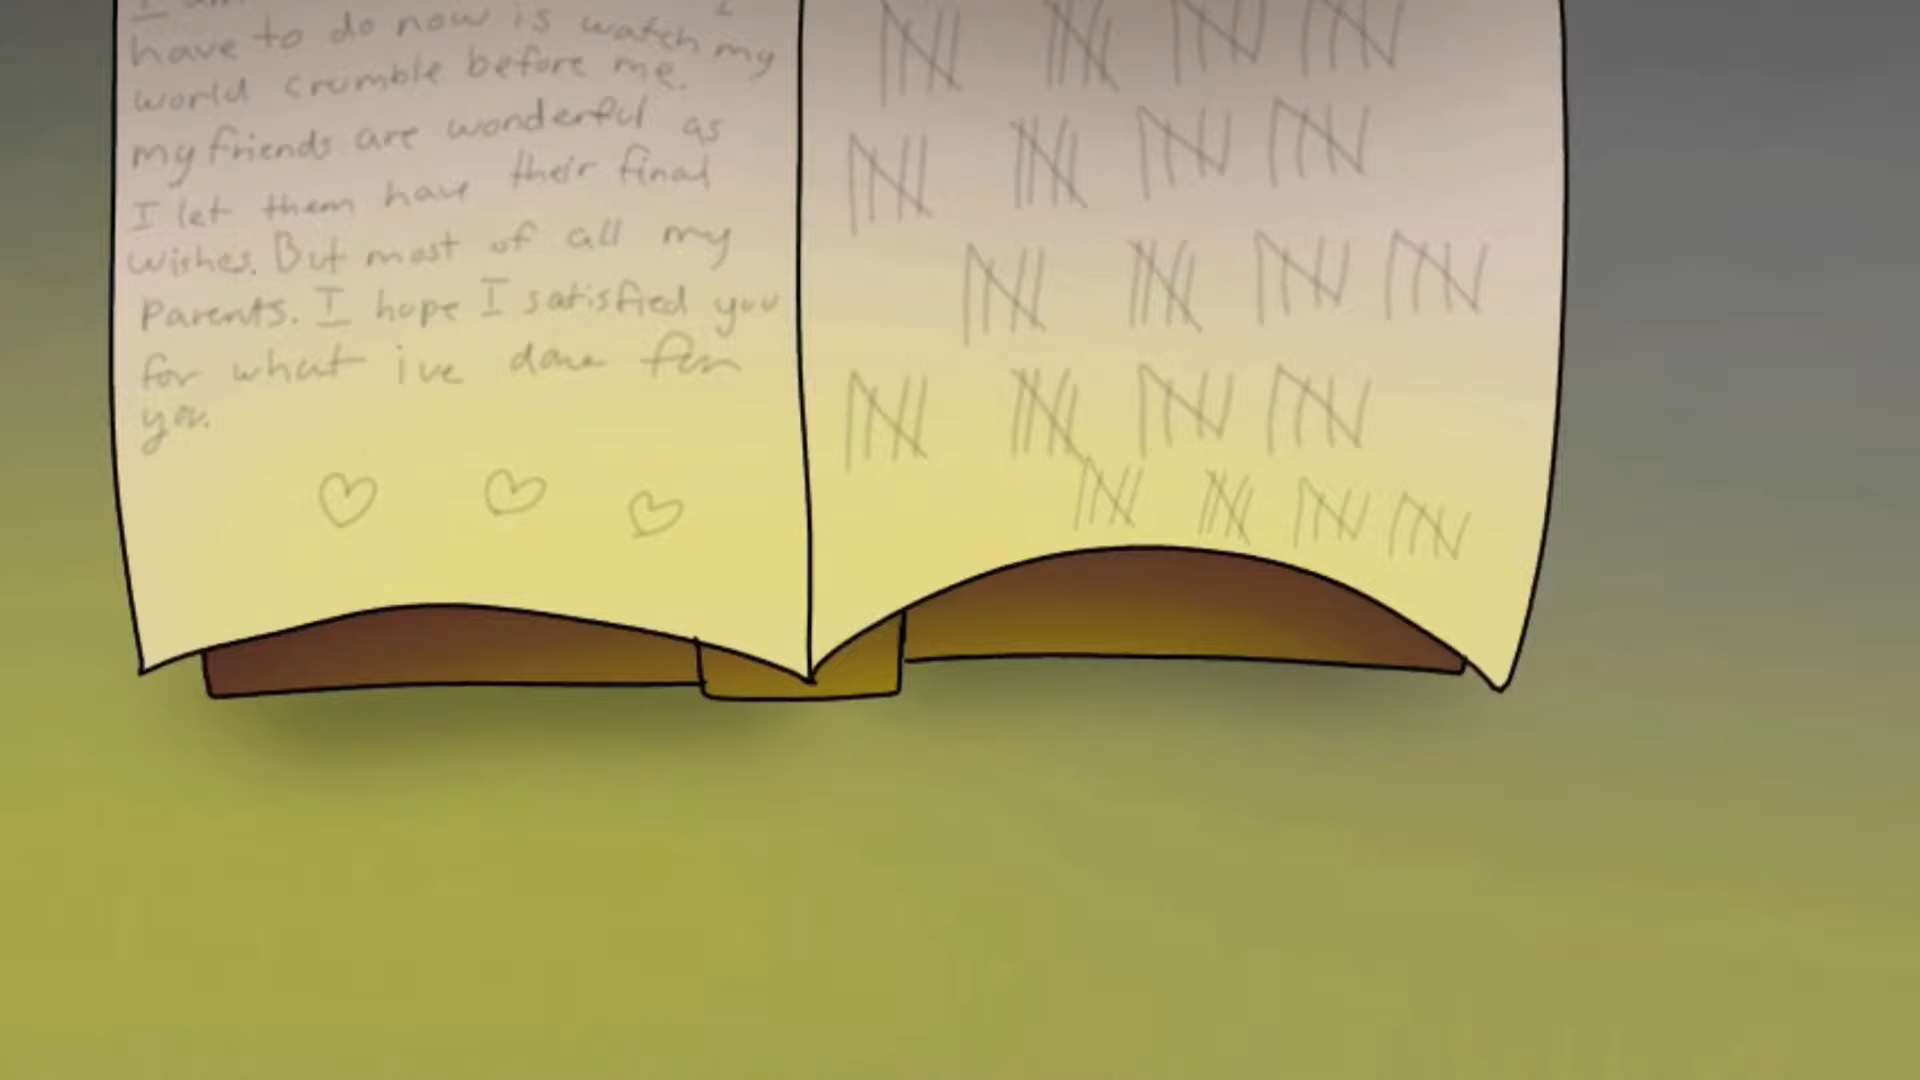 I am
have to do now is watch my
world crumble before me.
my friends are wonderful as
I let them have their final
wishes. But most of all my
Parents. I hope I satisfied you
for what ive done for
you.